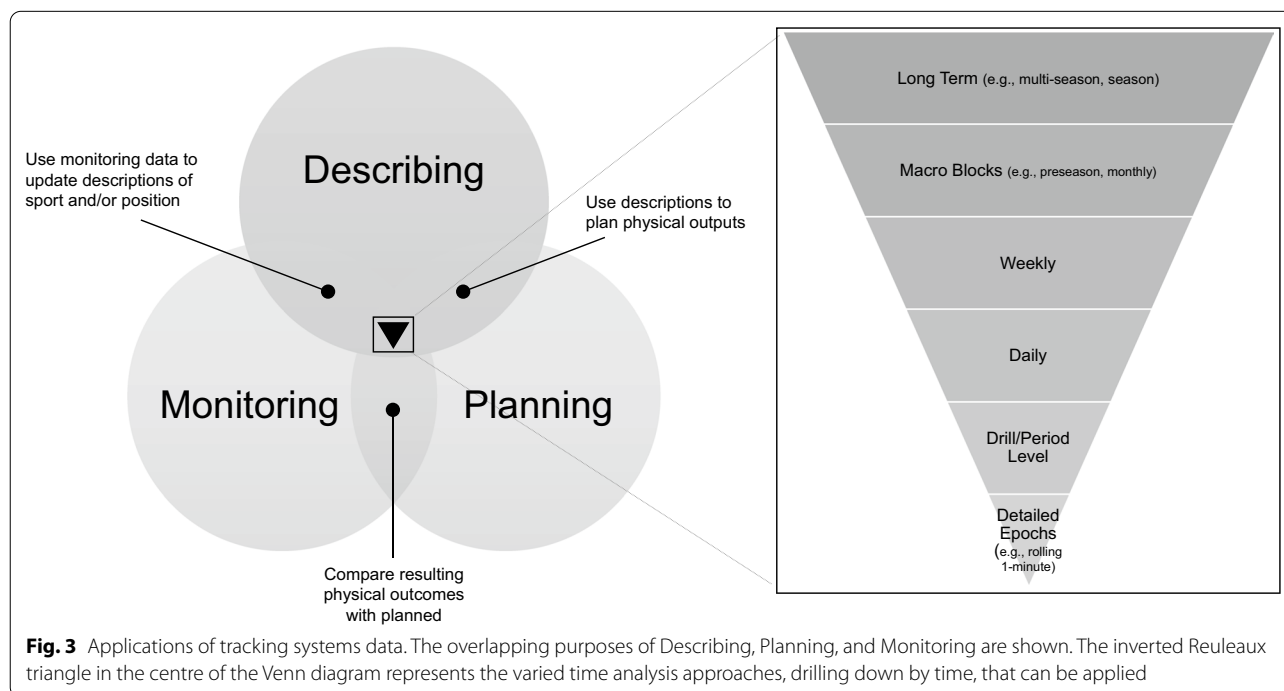 Describing
Use monitoring data to
update descriptions of
sport and/or position
Use descriptions to
plan physical outputs
Monitoring
Planning
Compare resulting
physical outcomes
with planned
Long Term (e.g., multi-season, season)
Macro Blocks (e.g., preseason, monthly)
Weekly
Daily
Drill/Period
Level
Detailed
Epochs
(e.g., rolling
1-minute)
Fig. 3 Applications of tracking systems data. The overlapping purposes of Describing, Planning, and Monitoring are shown. The inverted Reuleaux
triangle in the centre of the Venn diagram represents the varied time analysis approaches, drilling down by time, that can be applied